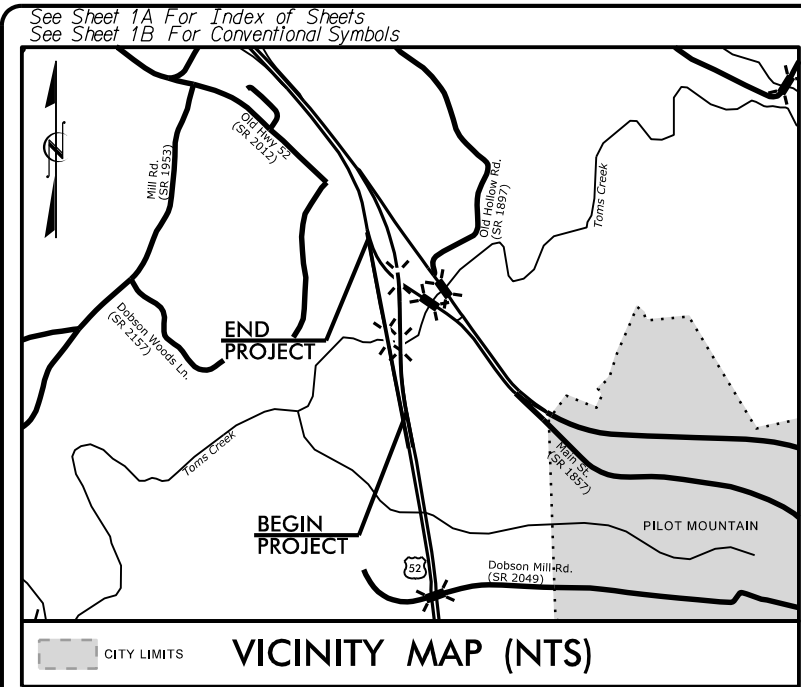 See Sheet 1A For Index of Sheets
See Sheet 1B For Conventional Symbols
Old Hwy 52
(SR 2012)
Mill Rd.
(SR 1953)
Old Hollow Rd.
(SR 1897)
Toms Creek
Dobson Woods Ln.
(SR 2157)
END
PROJECT
Toms Creek
Main St.
(SR 1857)
BEGIN
PROJECT
PILOT MOUNTAIN
52
Dobson Mill Rd.
(SR 2049)
CITY LIMITS
VICINITY MAP (NTS)